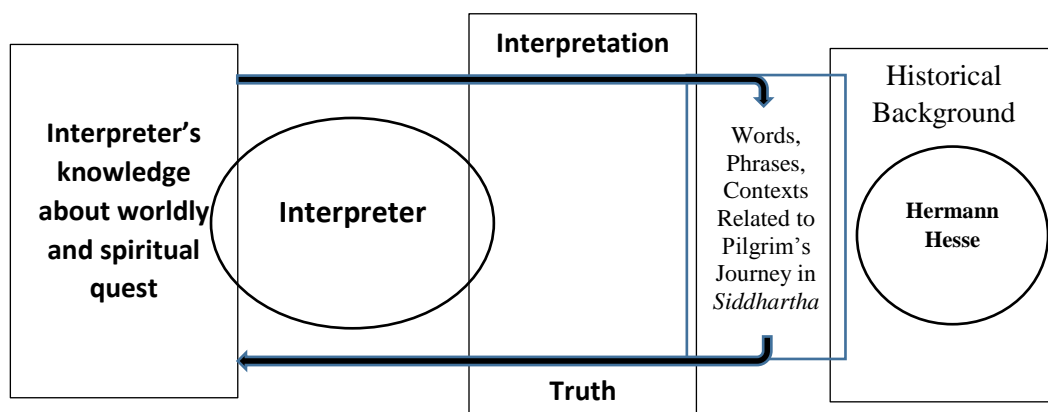 Interpreter’s
knowledge
about worldly
and spiritual
quest
Interpreter
Interpretation
Truth
Words,
Phrases,
Contexts
Related to
Pilgrim’s
Journey in
Siddhartha
Historical
Background
Hermann
Hesse